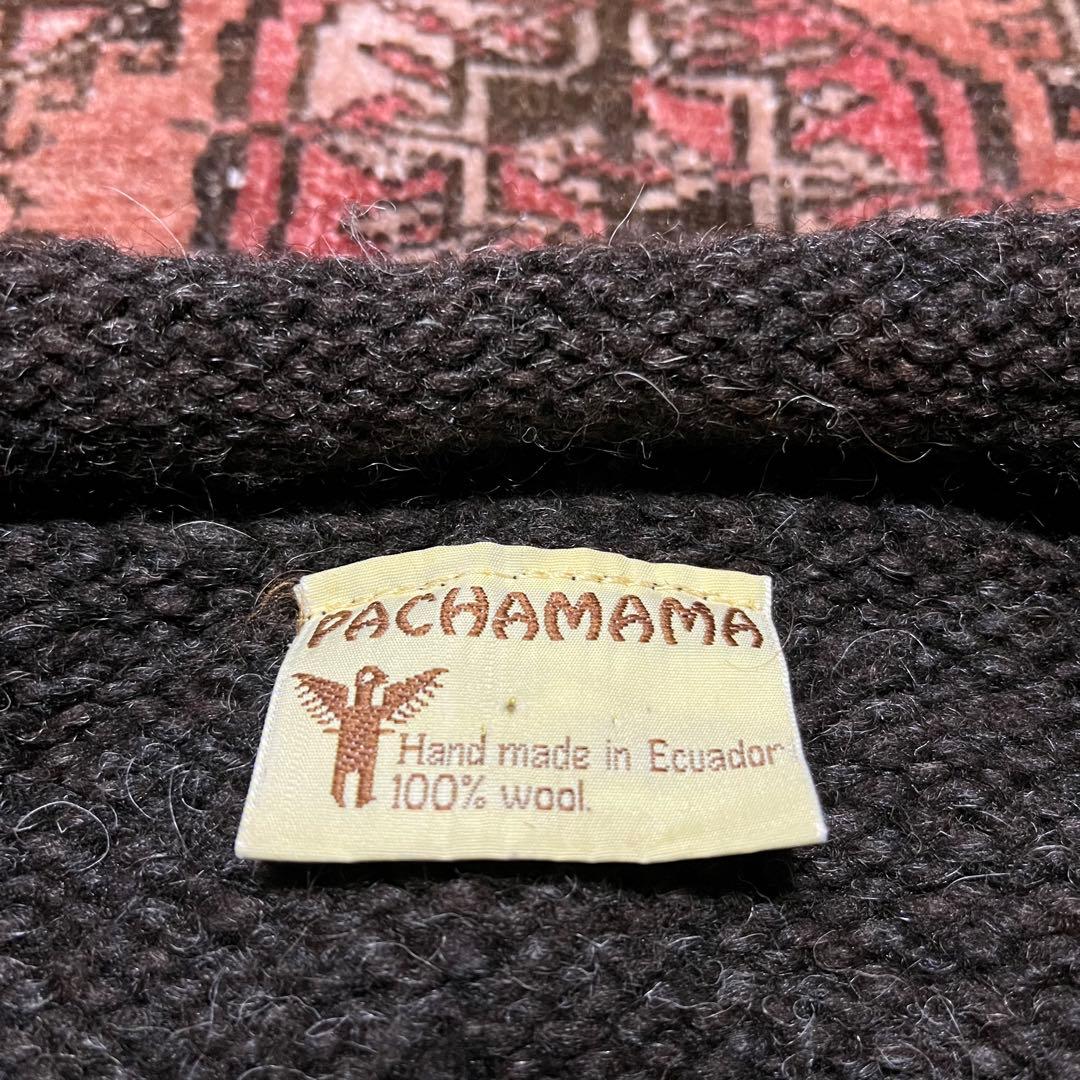 PACHAMAMA
Hand made in Ecuador
100% wool.